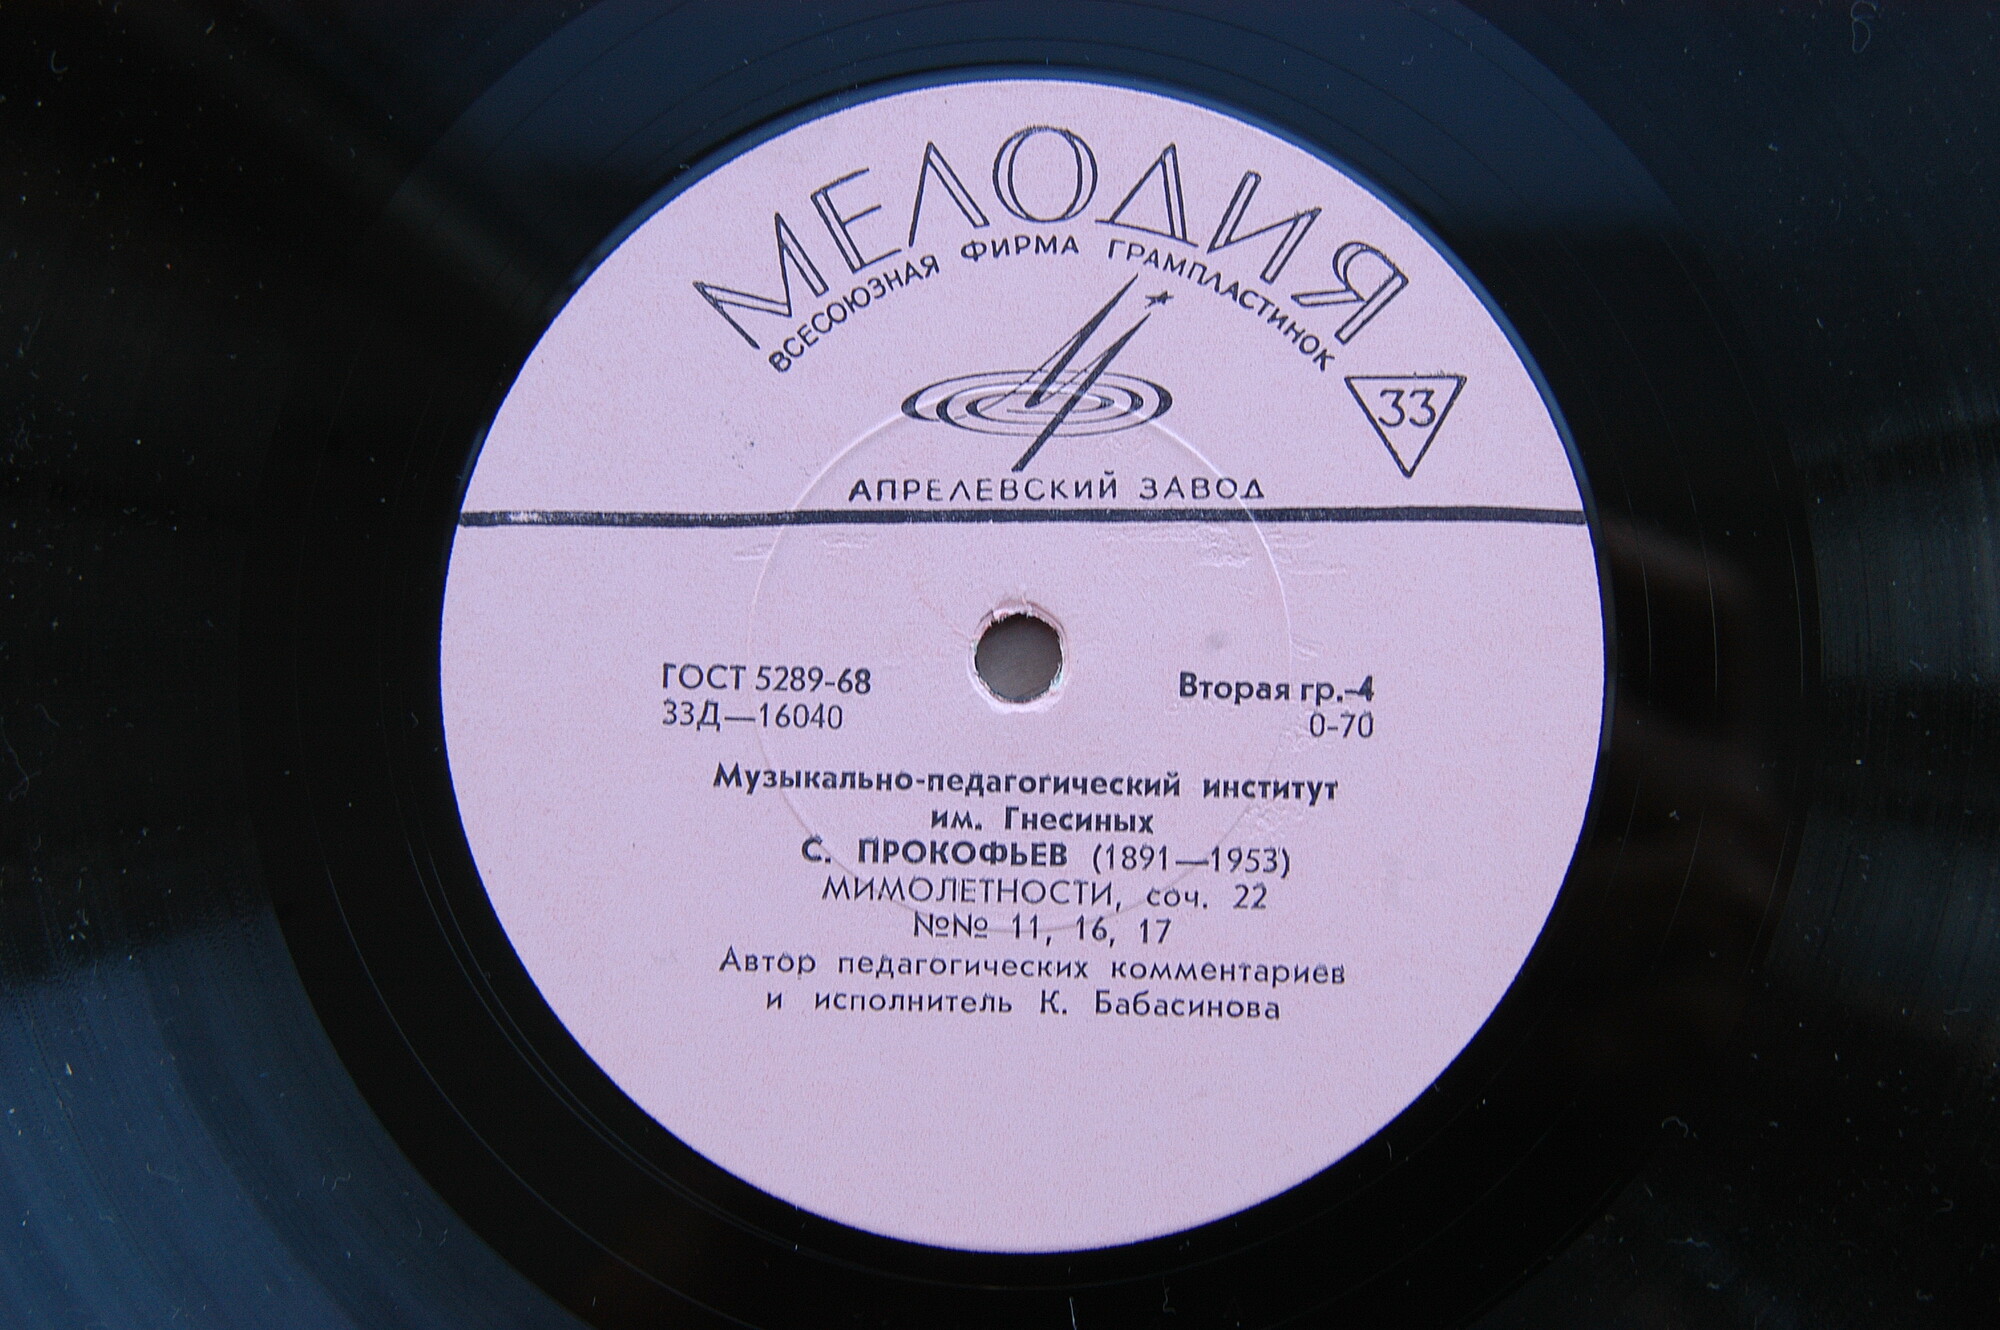 МЕЛОДИЯ
ВСЕСОЮЗНАЯ ФИРМА ГРАМПЛАСТИНОК
33
АПРЕЛЕВСКИЙ ЗАВОД
ГОСТ 5289-68
33Д—16040
Вторая гр.-4
0-70
Музыкально-педагогический институт
им. Гнесиных
С. ПРОКОФЬЕВ (1891—1953)
МИМОЛЕТНОСТИ, соч. 22
№№ 11, 16, 17
Автор педагогических комментариев
и исполнитель К. Бабасинова